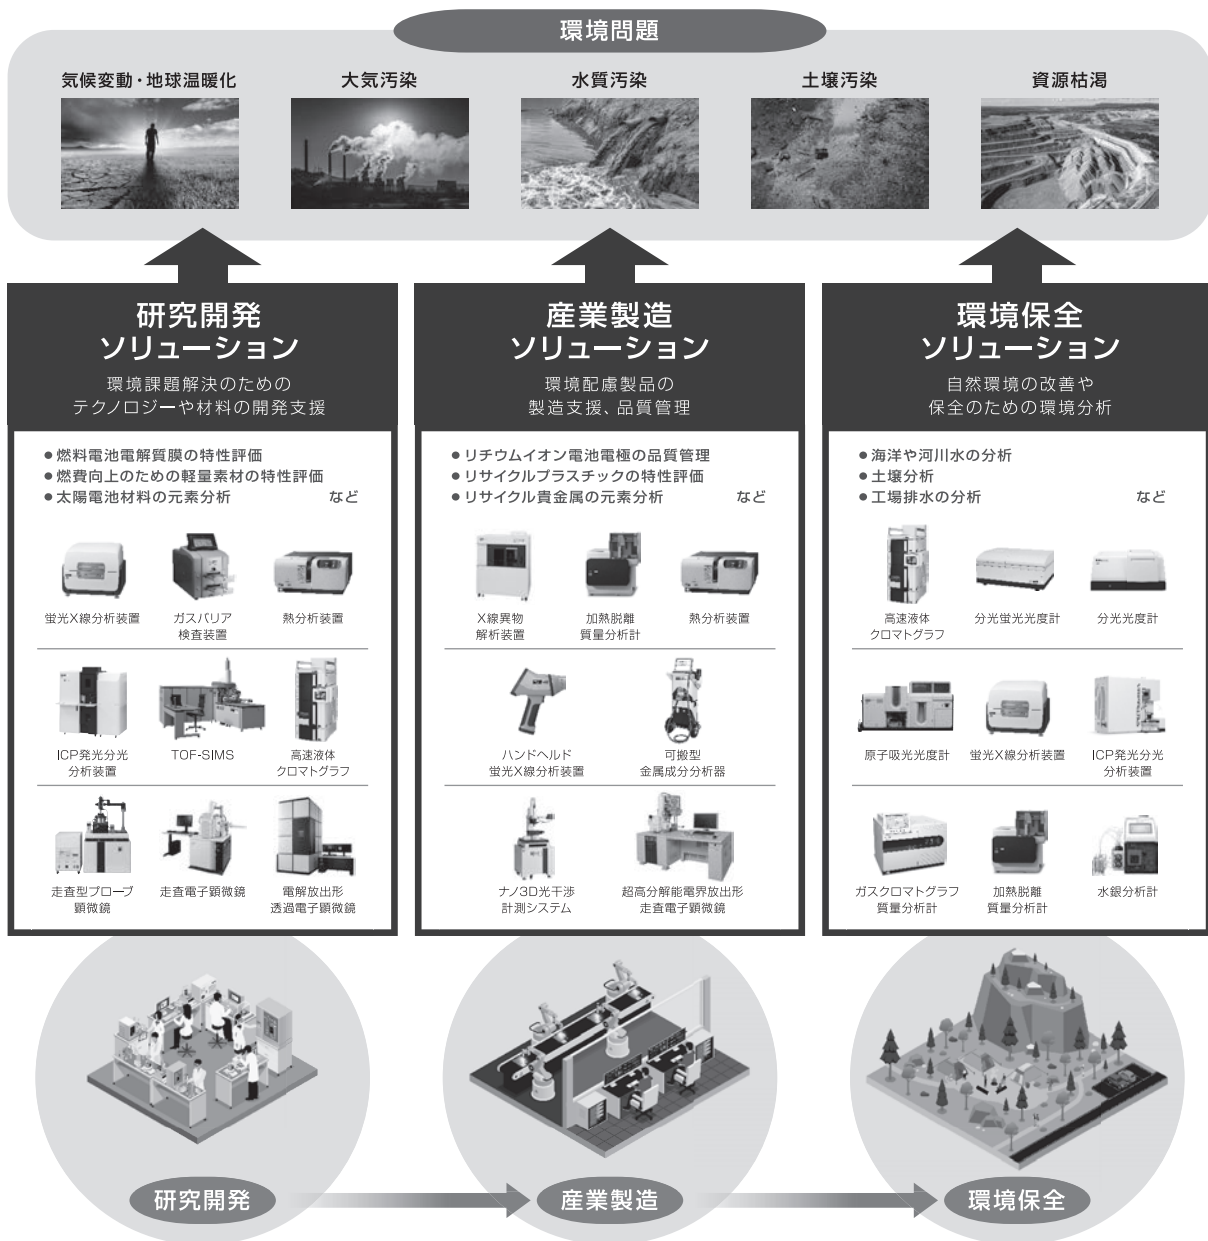 環境問題
気候変動・地球温暖化
大気汚染
水質汚染
土壌汚染
資源枯渇
研究開発
ソリューション
環境課題解決のための
テクノロジーや材料の開発支援
●燃料電池電解質膜の特性評価
●燃費向上のための軽量素材の特性評価
●太陽電池材料の元素分析 など
蛍光X線分析装置
ガスバリア
検査装置
熱分析装置
ICP発光分光
分析装置
TOF-SIMS
高速液体
クロマトグラフ
走査型プローブ
顕微鏡
走査電子顕微鏡
電解放出形
透過電子顕微鏡
産業製造
ソリューション
環境配慮製品の
製造支援、品質管理
●リチウムイオン電池電極の品質管理
●リサイクルプラスチックの特性評価
●リサイクル貴金属の元素分析 など
X線異物
解析装置
加熱脱離
質量分析計
熱分析装置
ハンドヘルド
蛍光X線分析装置
可搬型
金属成分分析器
ナノ3D光干渉
計測システム
超高分解能電界放出形
走査電子顕微鏡
環境保全
ソリューション
自然環境の改善や
保全のための環境分析
●海洋や河川水の分析
●土壌分析
●工場排水の分析 など
高速液体
クロマトグラフ
分光蛍光光度計
分光光度計
原子吸光光度計
蛍光X線分析装置
ICP発光分光
分析装置
ガスクロマトグラフ
質量分析計
加熱脱離
質量分析計
水銀分析計
研究開発
産業製造
環境保全